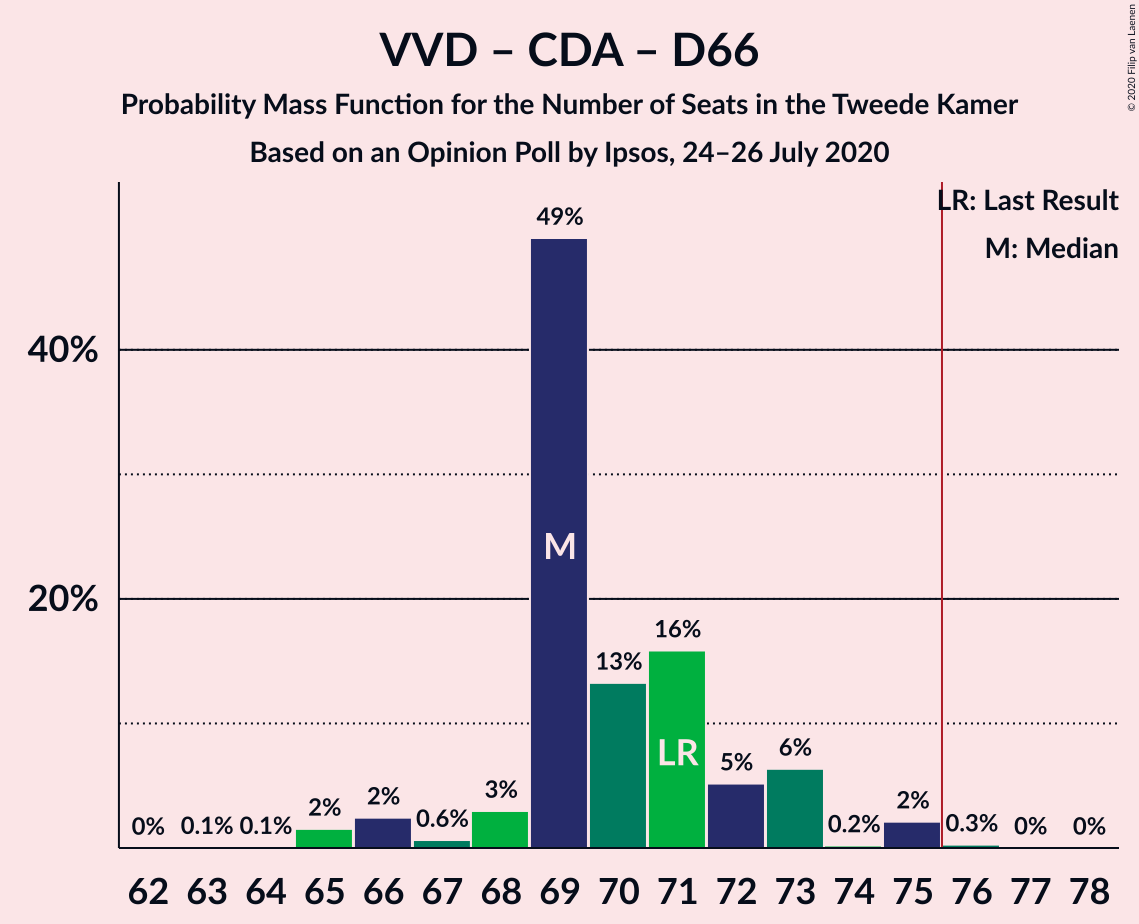 VVD – CDA – D66
Probability Mass Function for the Number of Seats in the Tweede Kamer
Based on an Opinion Poll by Ipsos, 24–26 July 2020
© 2020 Filip van Laenen
LR: Last Result
M: Median
40%
20%
0%
0.1%
0.1%
2%
2%
0.6%
3%
49%
13%
16%
5%
6%
0.2%
2%
0.3%
0%
0%
M
LR
62 63 64 65 66 67 68 69 70 71 72 73 74 75 76 77 78